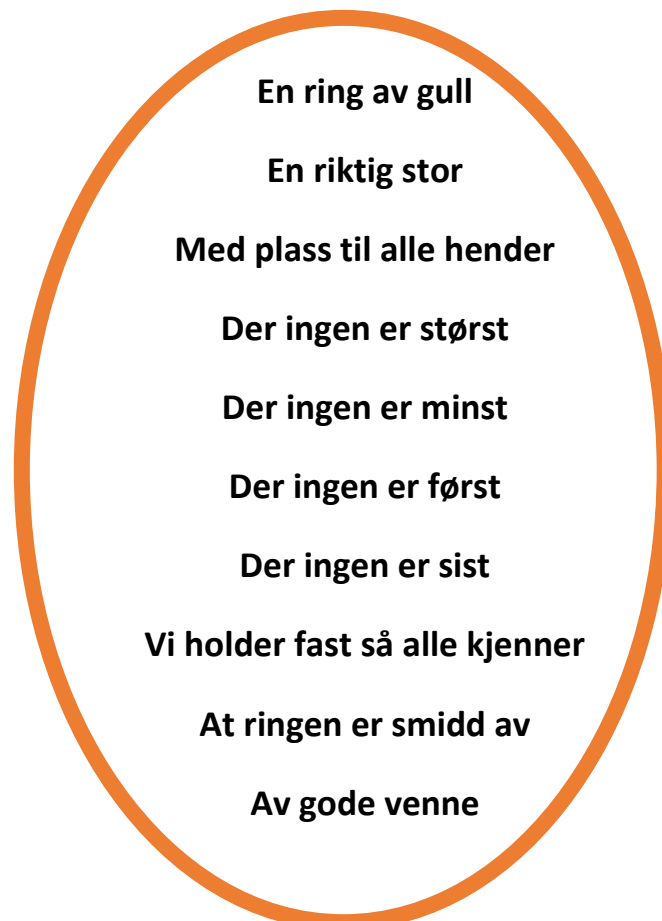 En ring av gull
En riktig stor
Med plass til alle hender
Der ingen er størst
Der ingen er minst
Der ingen er først
Der ingen er sist
Vi holder fast så alle kjenner
At ringen er smidd av
Av gode venne